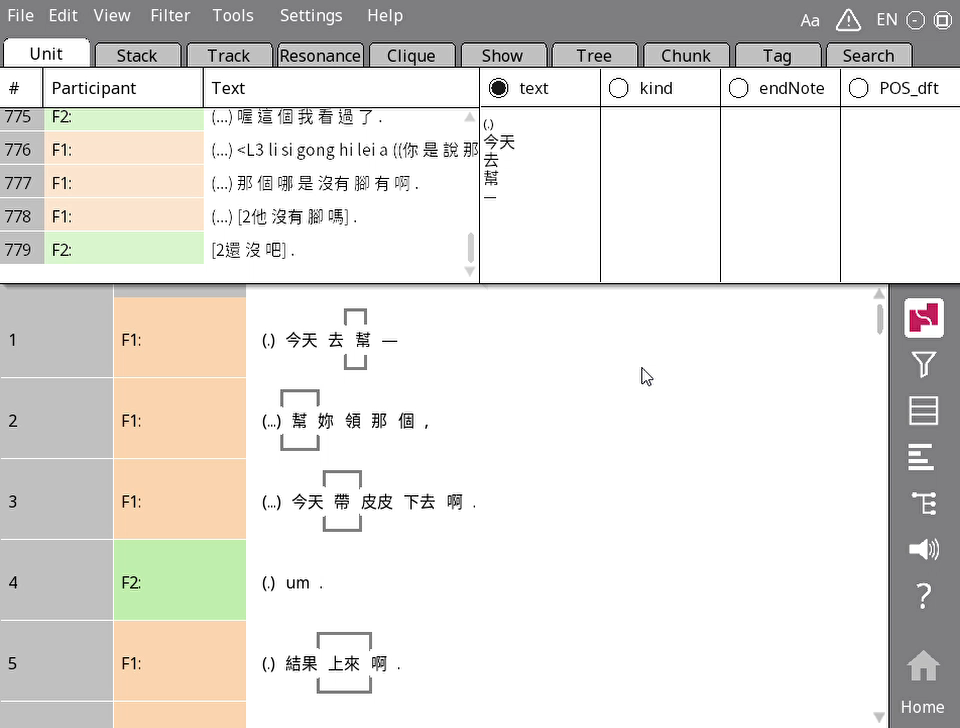 File Edit View Filter Tools Settings Help Aa EN
Unit Stack Track Resonance Clique Show Tree Chunk Tag Search
# Participant Text text kind endNote POS_dft
775 F2: (...) 喔 這 個 我 看 過 了 .
776 F1: (...) <L3 li si gong hi lei a ((你 是 說 那
777 F1: (...) 那 個 哪 是 沒有 腳 有 啊 .
778 F1: (...) [2他 沒有 腳 嗎] .
779 F2: [2還 沒 吧] .
(.)
今天
去
幫
—
1 F1: (.) 今天 去 幫 —
2 F1: (...) 幫 妳 領 那 個 ,
3 F1: (...) 今天 帶 皮皮 下去 啊 .
4 F2: (.) um .
5 F1: (.) 結果 上來 啊 .
?
Home